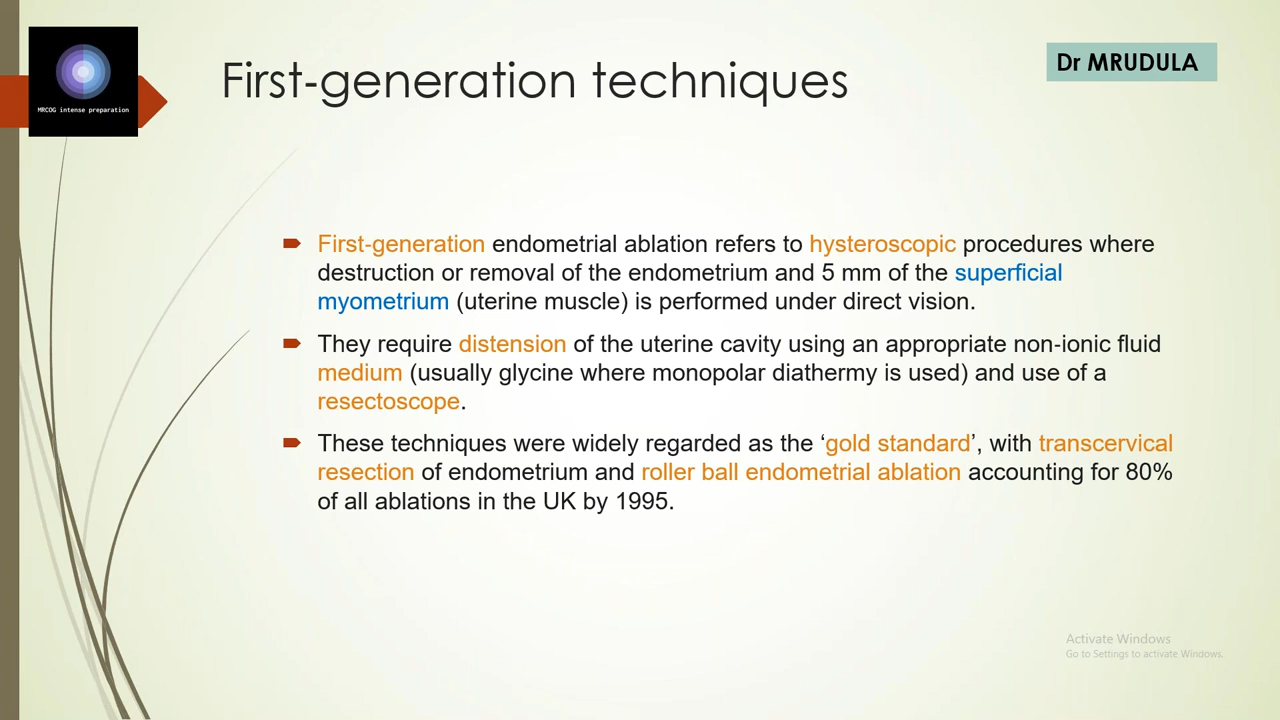 MRCOG intense preparation
First-generation techniques
Dr MRUDULA
First-generation endometrial ablation refers to hysteroscopic procedures where
destruction or removal of the endometrium and 5 mm of the superficial
myometrium (uterine muscle) is performed under direct vision.
They require distension of the uterine cavity using an appropriate non-ionic fluid
medium (usually glycine where monopolar diathermy is used) and use of a
resectoscope.
These techniques were widely regarded as the ‘gold standard’, with transcervical
resection of endometrium and roller ball endometrial ablation accounting for 80%
of all ablations in the UK by 1995.
Activate Windows
Go to Settings to activate Windows.